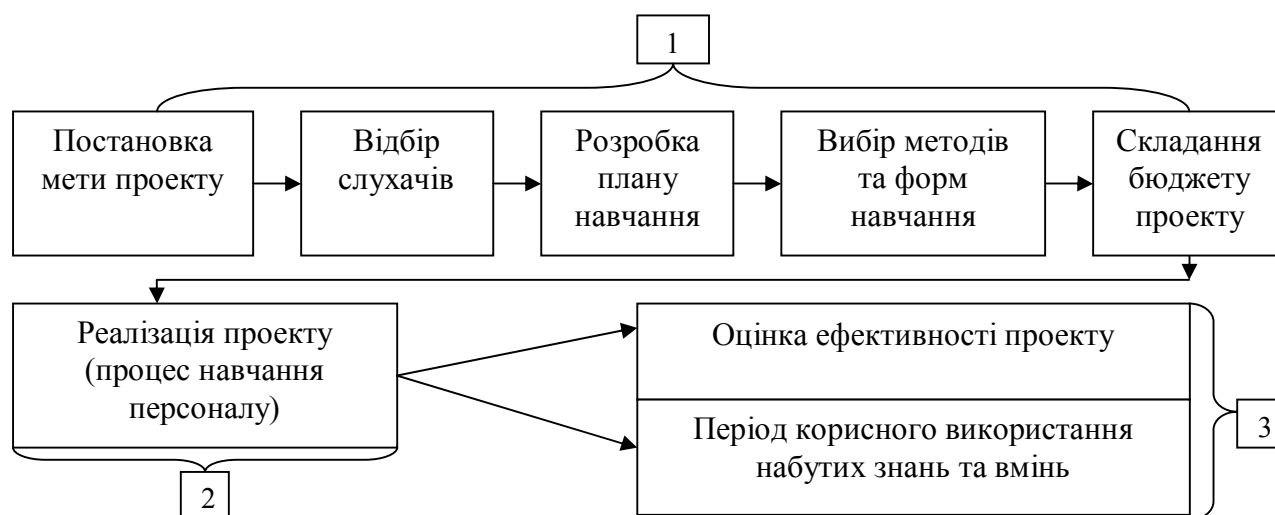 1
Постановка
мети проекту
Відбір
слухачів
Розробка
плану
навчання
Вибір методів
та форм
навчання
Складання
бюджету
проекту
Реалізація проекту
(процес навчання
персоналу)
2
Оцінка ефективності проекту
Період корисного використання
набутих знань та вмінь
3